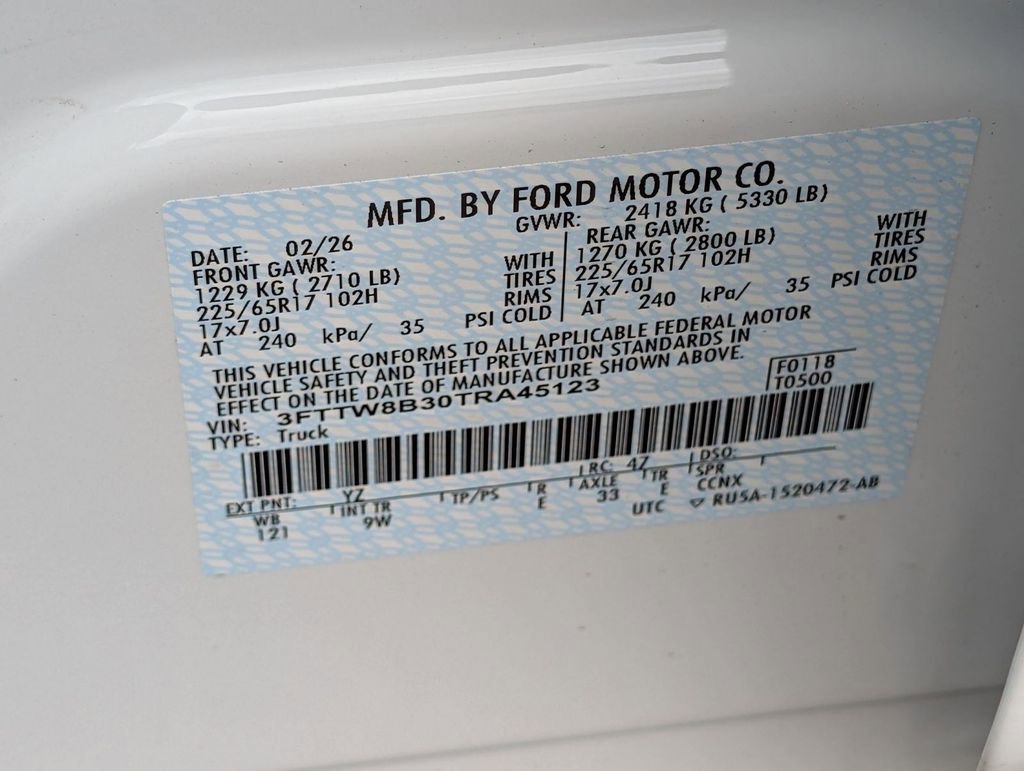 MFD. BY FORD MOTOR CO.
DATE: 02/26 GVWR: 2418 KG ( 5330 LB)
FRONT GAWR: REAR GAWR:
1229 KG ( 2710 LB) WITH 1270 KG ( 2800 LB) WITH
225/65R17 102H TIRES 225/65R17 102H TIRES
17x7.0J RIMS 17x7.0J RIMS
AT 240 kPa/ 35 PSI COLD AT 240 kPa/ 35 PSI COLD
THIS VEHICLE CONFORMS TO ALL APPLICABLE FEDERAL MOTOR
VEHICLE SAFETY AND THEFT PREVENTION STANDARDS IN
EFFECT ON THE DATE OF MANUFACTURE SHOWN ABOVE.
VIN: 3FTTW8B30TRA45123 F0118
TYPE: Truck T0500
EXT PNT: YZ RC: 47 DSO:
WB INT TR TP/PS R AXLE TR SPR
121 9W E 33 E CCNX
UTC RU5A-1520472-AB